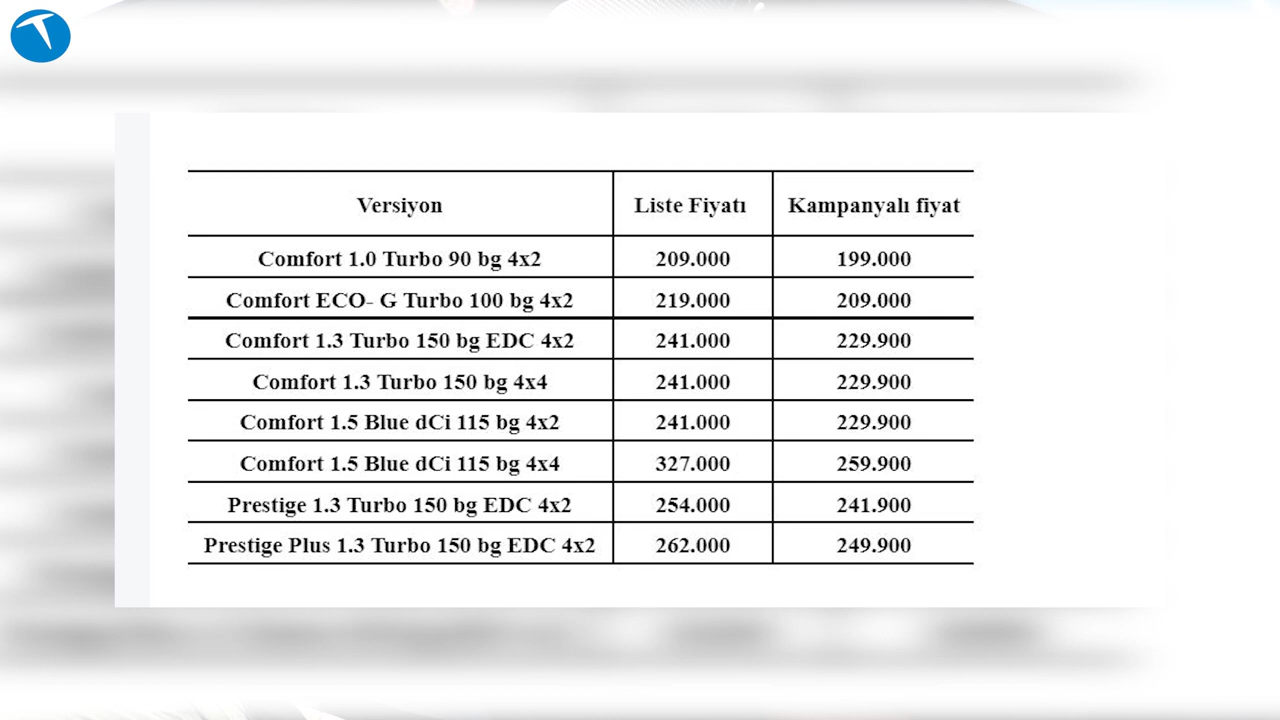 Versiyon Liste Fiyatı Kampanyalı fiyat
Comfort 1.0 Turbo 90 bg 4x2 209.000 199.000
Comfort ECO- G Turbo 100 bg 4x2 219.000 209.000
Comfort 1.3 Turbo 150 bg EDC 4x2 241.000 229.900
Comfort 1.3 Turbo 150 bg 4x4 241.000 229.900
Comfort 1.5 Blue dCi 115 bg 4x2 241.000 229.900
Comfort 1.5 Blue dCi 115 bg 4x4 327.000 259.900
Prestige 1.3 Turbo 150 bg EDC 4x2 254.000 241.900
Prestige Plus 1.3 Turbo 150 bg EDC 4x2 262.000 249.900